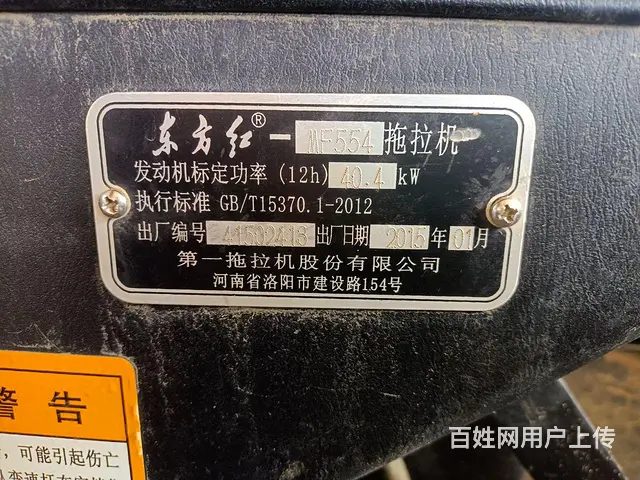 东方红®-MF554拖拉机
发动机标定功率(12h) 40.4 kW
执行标准 GB/T15370.1-2012
出厂编号 41502413 出厂日期 2015年01月
第一拖拉机股份有限公司
河南省洛阳市建设路154号
警告
，可能引起伤亡
百姓网用户上传